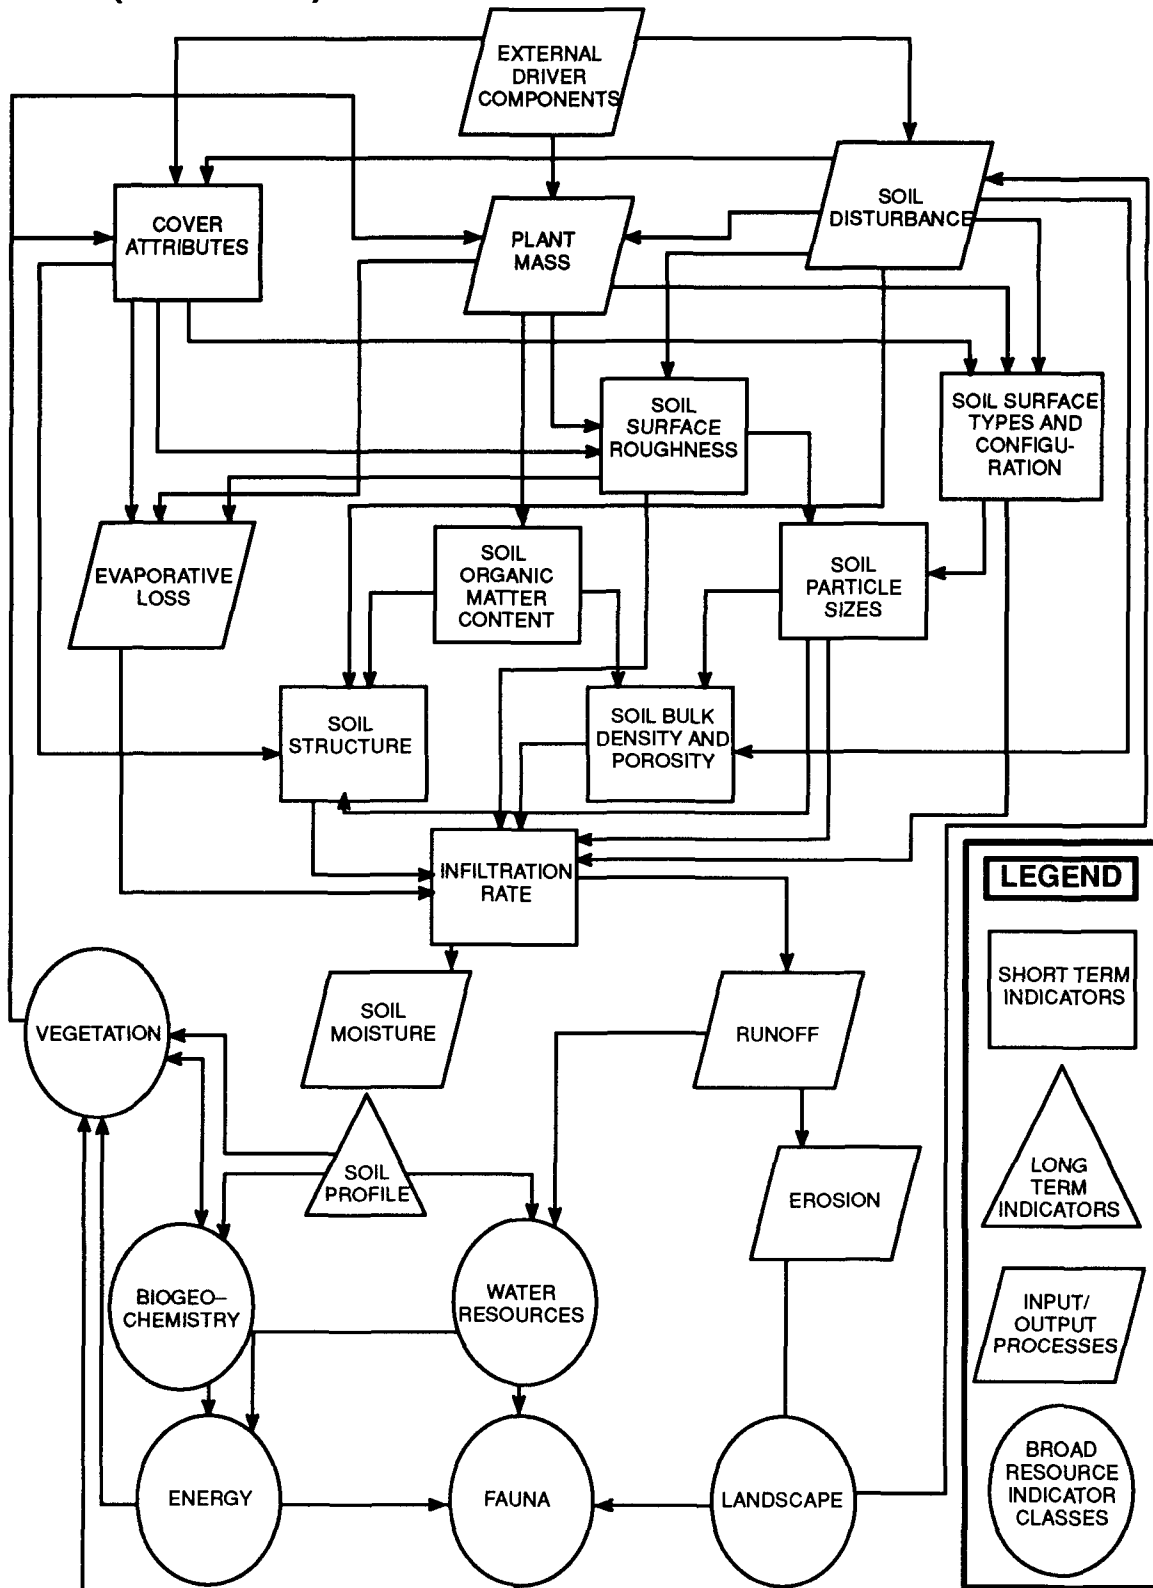 EXTERNAL
DRIVER
COMPONENTS
COVER
ATTRIBUTES
PLANT
MASS
SOIL
DISTURBANCE
SOIL
SURFACE
ROUGHNESS
SOIL SURFACE
TYPES AND
CONFIGU-
RATION
EVAPORATIVE
LOSS
SOIL
ORGANIC
MATTER
CONTENT
SOIL
PARTICLE
SIZES
SOIL
STRUCTURE
SOIL BULK
DENSITY AND
POROSITY
INFILTRATION
RATE
LEGEND
SHORT TERM
INDICATORS
VEGETATION
SOIL
MOISTURE
RUNOFF
SOIL
PROFILE
EROSION
LONG
TERM
INDICATORS
BIOGEO–
CHEMISTRY
WATER
RESOURCES
INPUT/
OUTPUT
PROCESSES
ENERGY
FAUNA
LANDSCAPE
BROAD
RESOURCE
INDICATOR
CLASSES